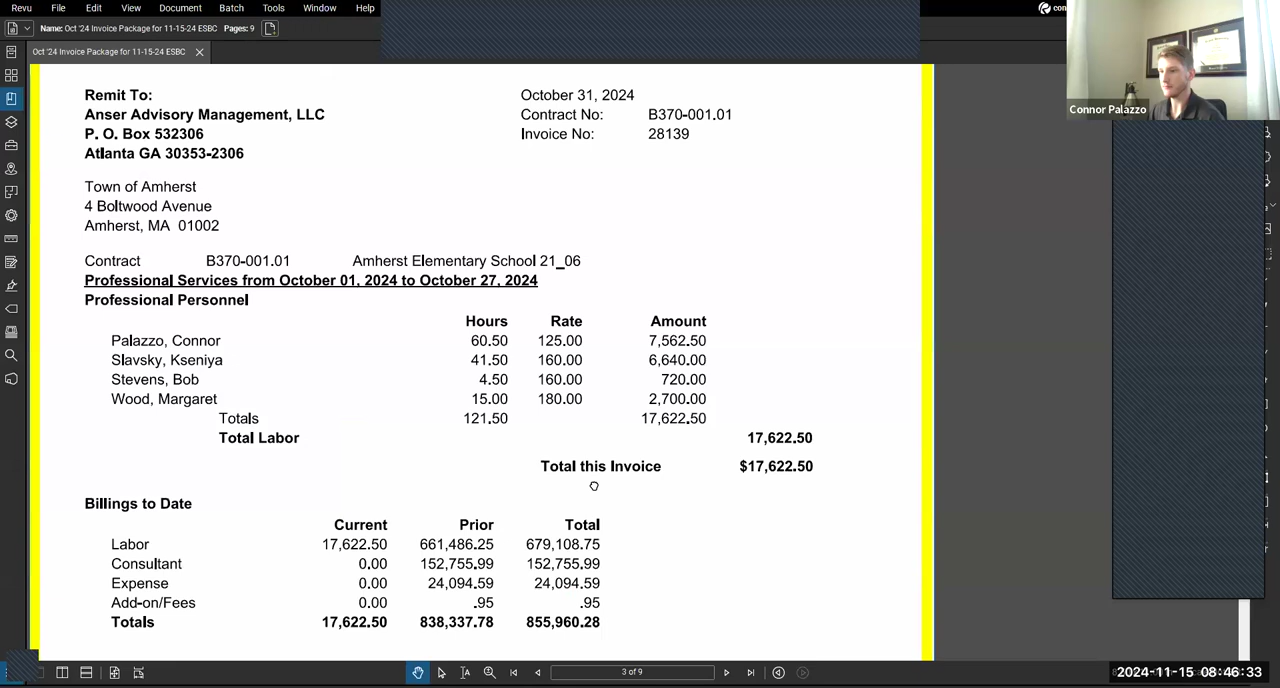 Revu File Edit View Document Batch Tools Window Help
Name: Oct '24 Invoice Package for 11-15-24 ESBC Pages: 9
Oct '24 Invoice Package for 11-15-24 ESBC
Connor Palazzo
Remit To:
Anser Advisory Management, LLC
P. O. Box 532306
Atlanta GA 30353-2306
October 31, 2024
Contract No: B370-001.01
Invoice No: 28139
Town of Amherst
4 Boltwood Avenue
Amherst, MA 01002
Contract B370-001.01 Amherst Elementary School 21_06
Professional Services from October 01, 2024 to October 27, 2024
Professional Personnel
Hours Rate Amount
Palazzo, Connor 60.50 125.00 7,562.50
Slavsky, Kseniya 41.50 160.00 6,640.00
Stevens, Bob 4.50 160.00 720.00
Wood, Margaret 15.00 180.00 2,700.00
Totals 121.50 17,622.50
Total Labor 17,622.50
Total this Invoice $17,622.50
Billings to Date
Current Prior Total
Labor 17,622.50 661,486.25 679,108.75
Consultant 0.00 152,755.99 152,755.99
Expense 0.00 24,094.59 24,094.59
Add-on/Fees 0.00 .95 .95
Totals 17,622.50 838,337.78 855,960.28
3 of 9
2024-11-15 08:46:33